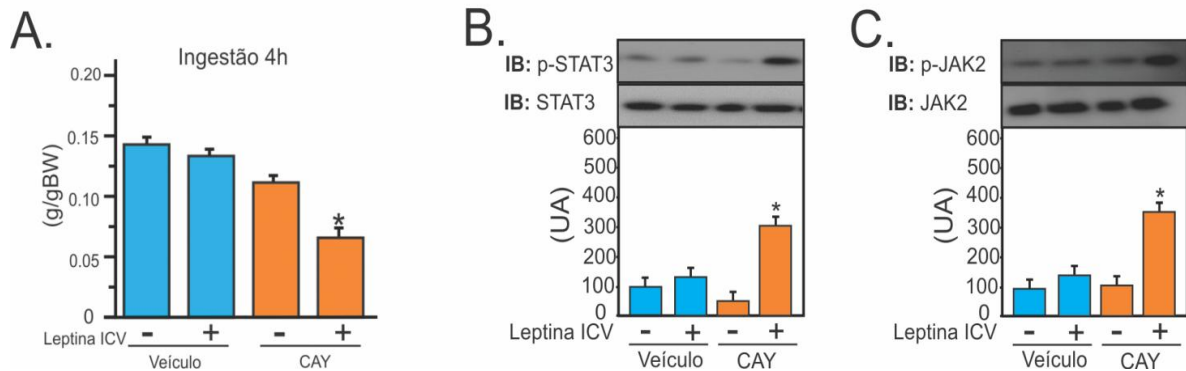 A.
Ingestão 4h
(g/gBW)
0.20
0.15
0.10
0.05
0
*
Leptina ICV - + - +
Veículo CAY
B.
IB: p-STAT3
IB: STAT3
(UA)
600
500
400
300
200
100
0
*
Leptina ICV - + - +
Veículo CAY
C.
IB: p-JAK2
IB: JAK2
(UA)
600
500
400
300
200
100
0
*
Leptina ICV - + - +
Veículo CAY